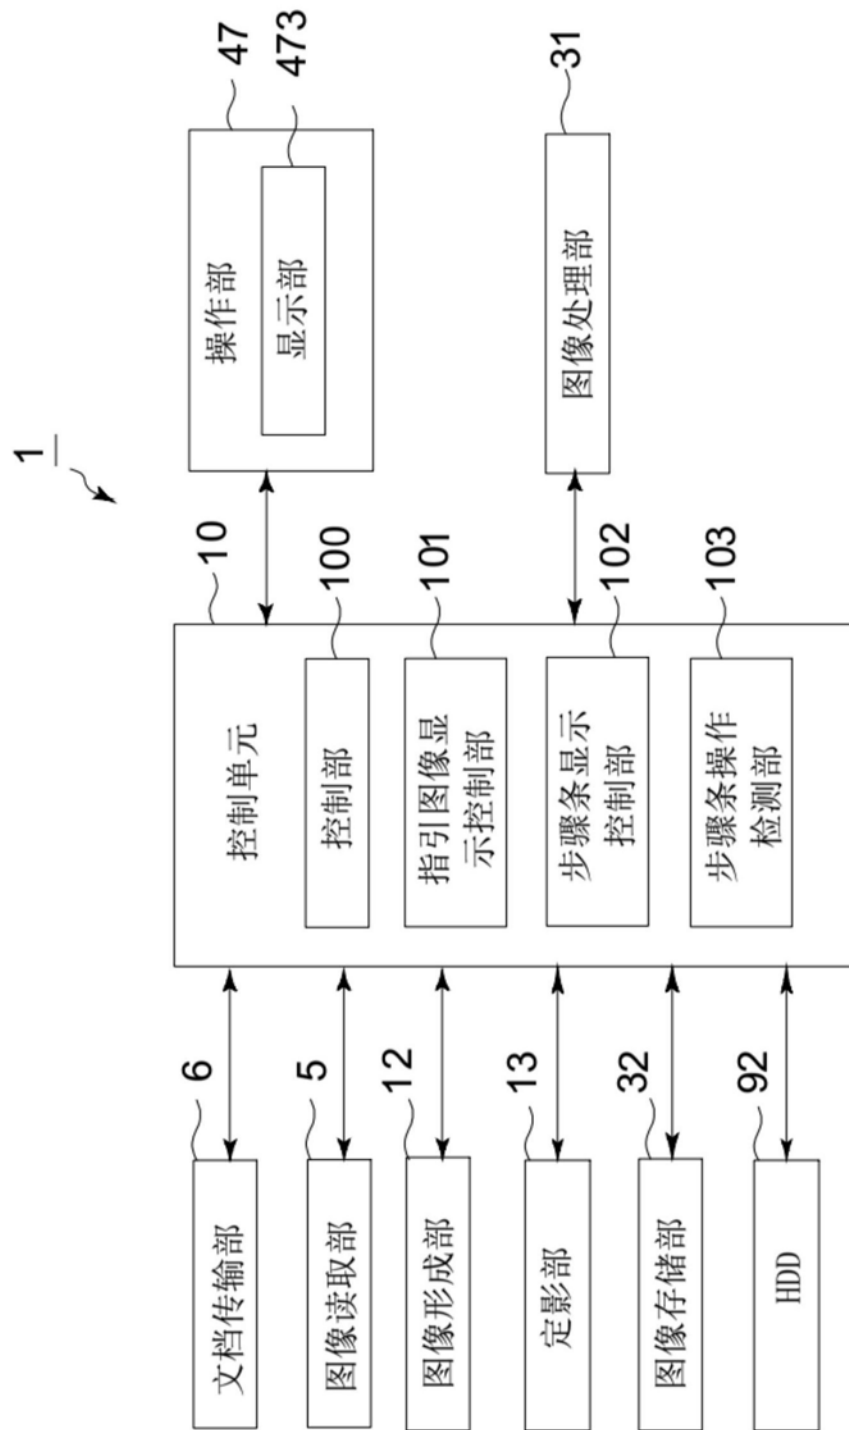 1
文档传输部
6
图像读取部
5
图像形成部
12
定影部
13
图像存储部
32
HDD
92
控制单元
10
控制部
100
指引图像显
示控制部
101
步骤条显示
控制部
102
步骤条操作
检测部
103
操作部
47
显示部
473
图像处理部
31